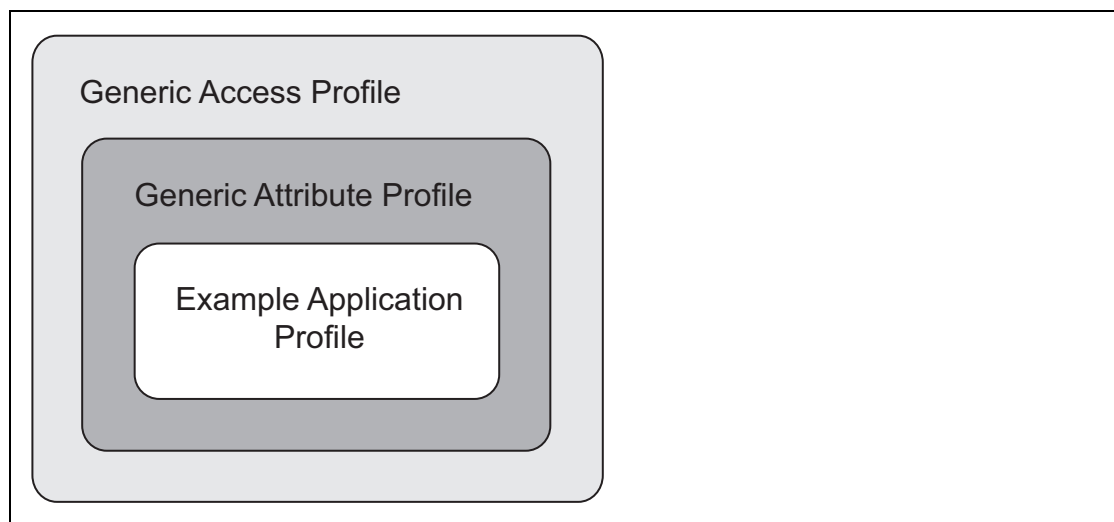 Generic Access Profile
Generic Attribute Profile
Example Application
Profile